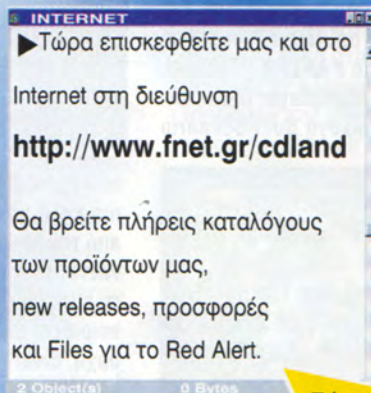 INTERNET
▶Τώρα επισκεφθείτε μας και στο
Internet στη διεύθυνση
http://www.fnet.gr/cdland
Θα βρείτε πλήρεις καταλόγους
των προϊόντων μας,
new releases, προσφορές
και Files για το Red Alert.
2 Object(s) 0 Bytes